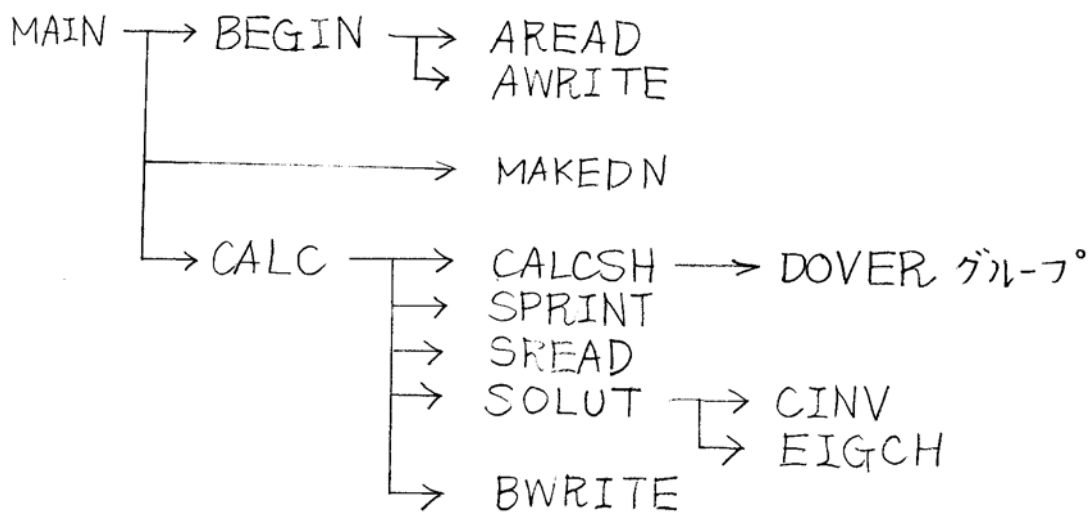 MAIN BEGIN AREAD
AWRITE
MAKEDN
CALC CALCSH DOVER グループ
SPRINT
SREAD
SOLUT CINV
EIGCH
BWRITE